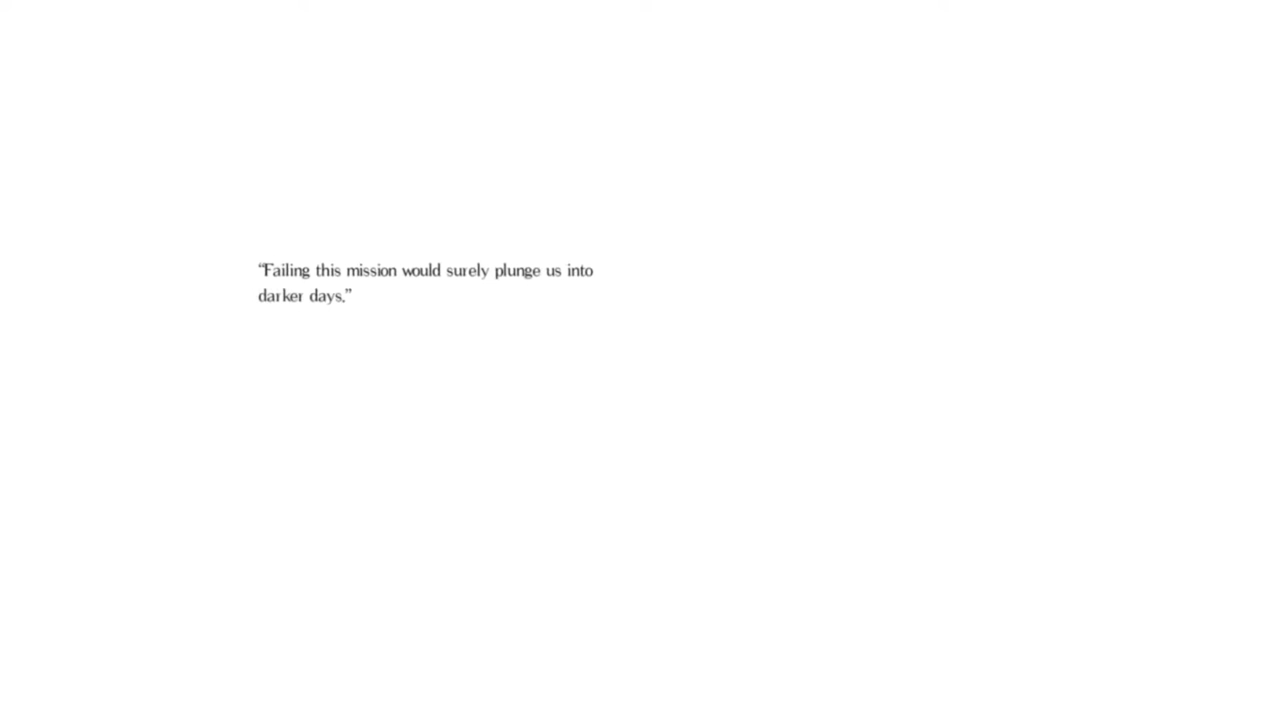 “Failing this mission would surely plunge us into
darker days.”